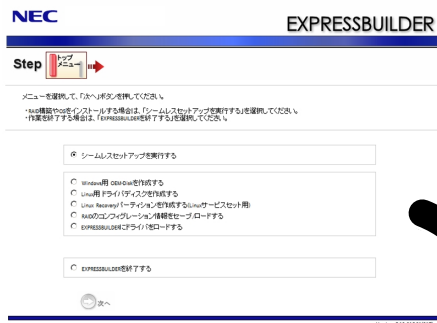 NEC
EXPRESSBUILDER
Step
トップ
メニュー
メニューを選択して、「次へ」ボタンを押してください。
・RAID構築やOSをインストールする場合は、「シームレスセットアップを実行する」を選択してください。
・作業を終了する場合は、「EXPRESSBUILDERを終了する」を選択してください。
シームレスセットアップを実行する
Windows用 OEM-Diskを作成する
Linux用ドライバディスクを作成する
Linux Recoveryパーティションを作成する(Linuxサービスセット用)
RAIDのコンフィグレーション情報をセーブ/ロードする
EXPRESSBUILDERにドライバをロードする
EXPRESSBUILDERを終了する
次へ